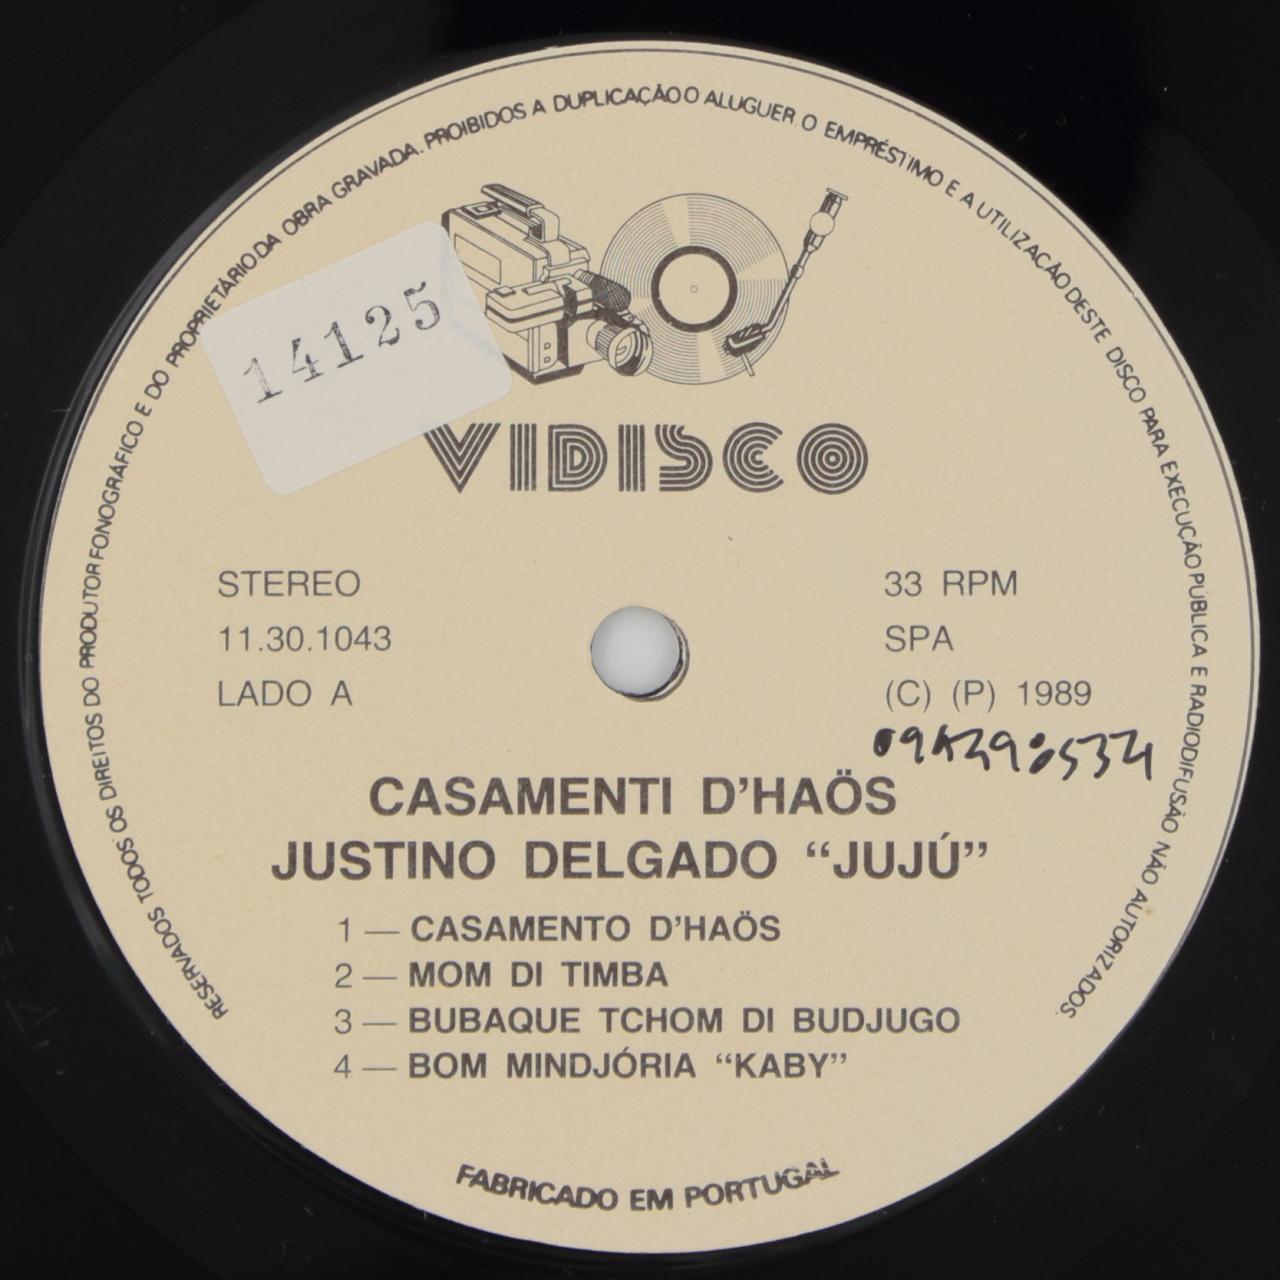 RESERVADOS TODOS OS DIREITOS DO PRODUTOR FONOGRÁFICO E DO PROPRIETÁRIO DA OBRA GRAVADA. PROIBIDOS A DUPLICAÇÃO O ALUGUER. O EMPRÉSTIMO E A UTILIZAÇÃO DESTE DISCO PARA EXECUÇÃO PÚBLICA E RADIODIFUSÃO NÃO AUTORIZADOS.
14125
VIDISCO
STEREO
11.30.1043
LADO A
33 RPM
SPA
(C) (P) 1989
CASAMENTI D'HAÖS
JUSTINO DELGADO “JUJÚ”
1 — CASAMENTO D'HAÖS
2 — MOM DI TIMBA
3 — BUBAQUE TCHOM DI BUDJUGO
4 — BOM MINDJÓRIA “KABY”
FABRICADO EM PORTUGAL